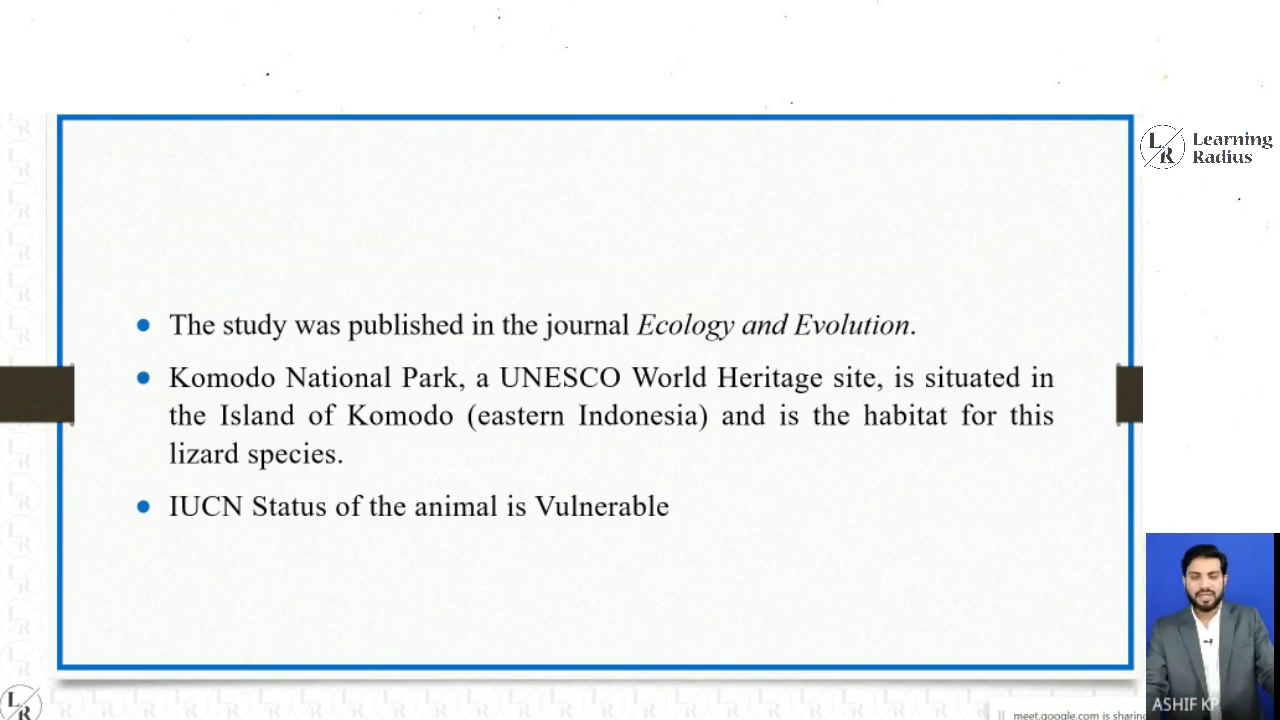 L
R
Learning
Radius
The study was published in the journal Ecology and Evolution.
Komodo National Park, a UNESCO World Heritage site, is situated in
the Island of Komodo (eastern Indonesia) and is the habitat for this
lizard species.
IUCN Status of the animal is Vulnerable
ASHIF KP
L
R
meet.google.com is sharing